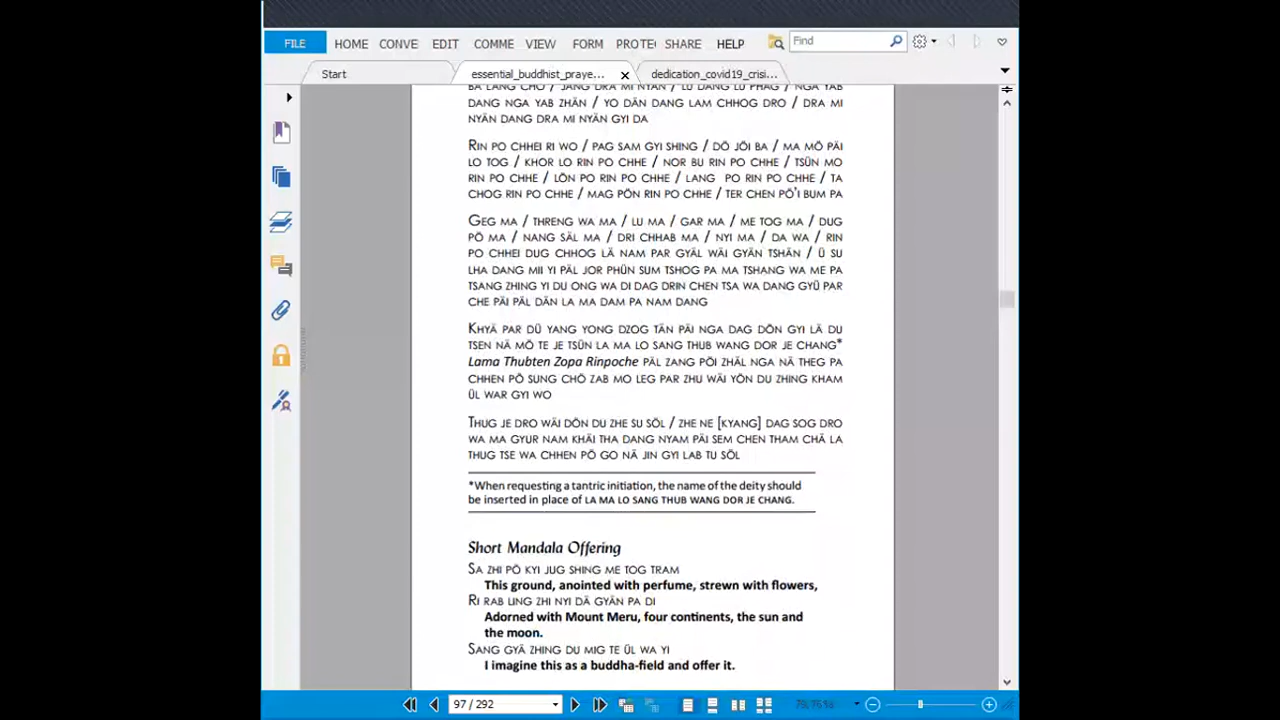 FILE HOME CONVE EDIT COMME VIEW FORM PROTE SHARE HELP Find
Start essential_buddhist_praye... dedication_covid19_crisi...
BA LANG CHÖ / JANG DRA MI NYÄN / LU DANG LU PHAG / NGA YAB
DANG NGA YAB ZHÄN / YO DÄN DANG LAM CHHOG DRO / DRA MI
NYÄN DANG DRA MI NYÄN GYI DA
RIN PO CHHEI RI WO / PAG SAM GYI SHING / DÖ JÖI BA / MA MÖ PÄI
LO TOG / KHOR LO RIN PO CHHE / NOR BU RIN PO CHHE / TSÜN MO
RIN PO CHHE / LÖN PO RIN PO CHHE / LANG PO RIN PO CHHE / TA
CHOG RIN PO CHHE / MAG PÖN RIN PO CHHE / TER CHEN PÖ'I BUM PA
GEG MA / THRENG WA MA / LU MA / GAR MA / ME TOG MA / DUG
PÖ MA / NANG SÄL MA / DRI CHHAB MA / NYI MA / DA WA / RIN
PO CHHEI DUG CHHOG LÄ NAM PAR GYÄL WÄI GYÄN TSHÄN / Ü SU
LHA DANG MII YI PÄL JOR PHÜN SUM TSHOG PA MA TSHANG WA ME PA
TSANG ZHING YI DU ONG WA DI DAG DRIN CHEN TSA WA DANG GYÜ PAR
CHE PÄI PÄL DÄN LA MA DAM PA NAM DANG
KHYÄ PAR DÜ YANG YONG DZOG TÄN PÄI NGA DAG DÖN GYI LÄ DU
TSEN NÄ MÖ TE JE TSÜN LA MA LO SANG THUB WANG DOR JE CHANG*
Lama Thubten Zopa Rinpoche PÄL ZANG PÖI ZHÄL NGA NÄ THEG PA
CHHEN PÖ SUNG CHÖ ZAB MO LEG PAR ZHU WÄI YÖN DU ZHING KHAM
ÜL WAR GYI WO
THUG JE DRO WÄI DÖN DU ZHE SU SÖL / ZHE NE [KYANG] DAG SOG DRO
WA MA GYUR NAM KHÄI THA DANG NYAM PÄI SEM CHEN THAM CHÄ LA
THUG TSE WA CHHEN PÖ GO NÄ JIN GYI LAB TU SÖL
*When requesting a tantric initiation, the name of the deity should
be inserted in place of LA MA LO SANG THUB WANG DOR JE CHANG.
Short Mandala Offering
SA ZHI PÖ KYI JUG SHING ME TOG TRAM
This ground, anointed with perfume, strewn with flowers,
RI RAB LING ZHI NYI DÄ GYÄN PA DI
Adorned with Mount Meru, four continents, the sun and
the moon.
SANG GYÄ ZHING DU MIG TE ÜL WA YI
I imagine this as a buddha-field and offer it.
97 / 292